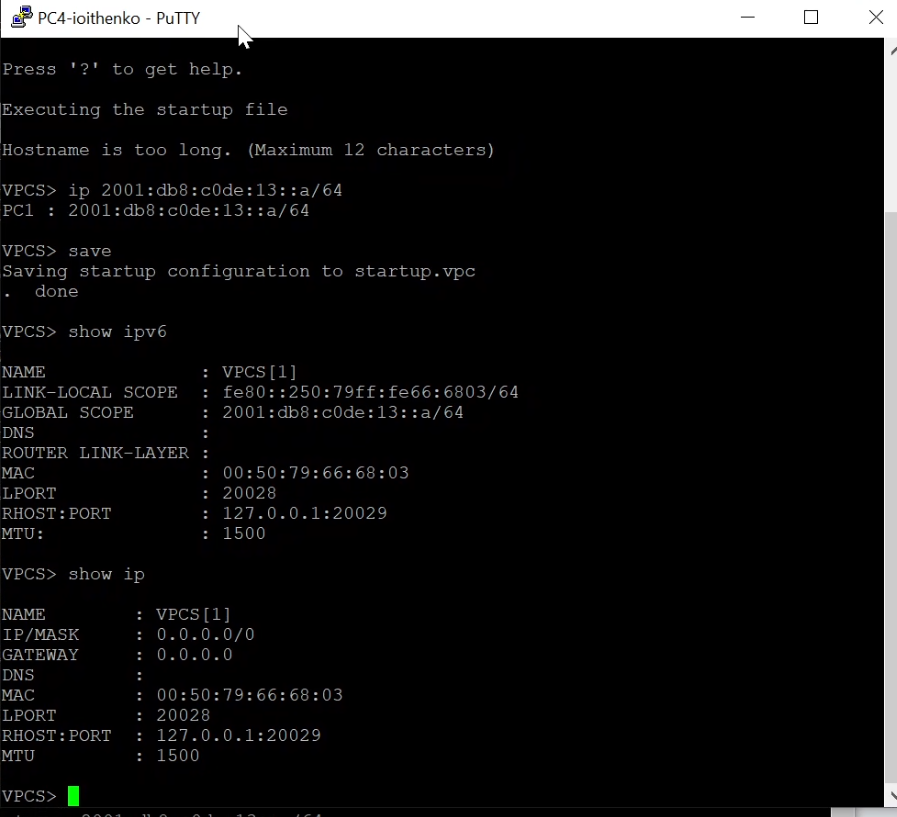 PC4-ioithenko - PuTTY
Press '?' to get help.
Executing the startup file
Hostname is too long. (Maximum 12 characters)
VPCS> ip 2001:db8:c0de:13::a/64
PC1 : 2001:db8:c0de:13::a/64
VPCS> save
Saving startup configuration to startup.vpc
.  done
VPCS> show ipv6
NAME              : VPCS[1]
LINK-LOCAL SCOPE  : fe80::250:79ff:fe66:6803/64
GLOBAL SCOPE      : 2001:db8:c0de:13::a/64
DNS               :
ROUTER LINK-LAYER :
MAC               : 00:50:79:66:68:03
LPORT             : 20028
RHOST:PORT        : 127.0.0.1:20029
MTU:              : 1500
VPCS> show ip
NAME        : VPCS[1]
IP/MASK     : 0.0.0.0/0
GATEWAY     : 0.0.0.0
DNS         :
MAC         : 00:50:79:66:68:03
LPORT       : 20028
RHOST:PORT  : 127.0.0.1:20029
MTU         : 1500
VPCS>